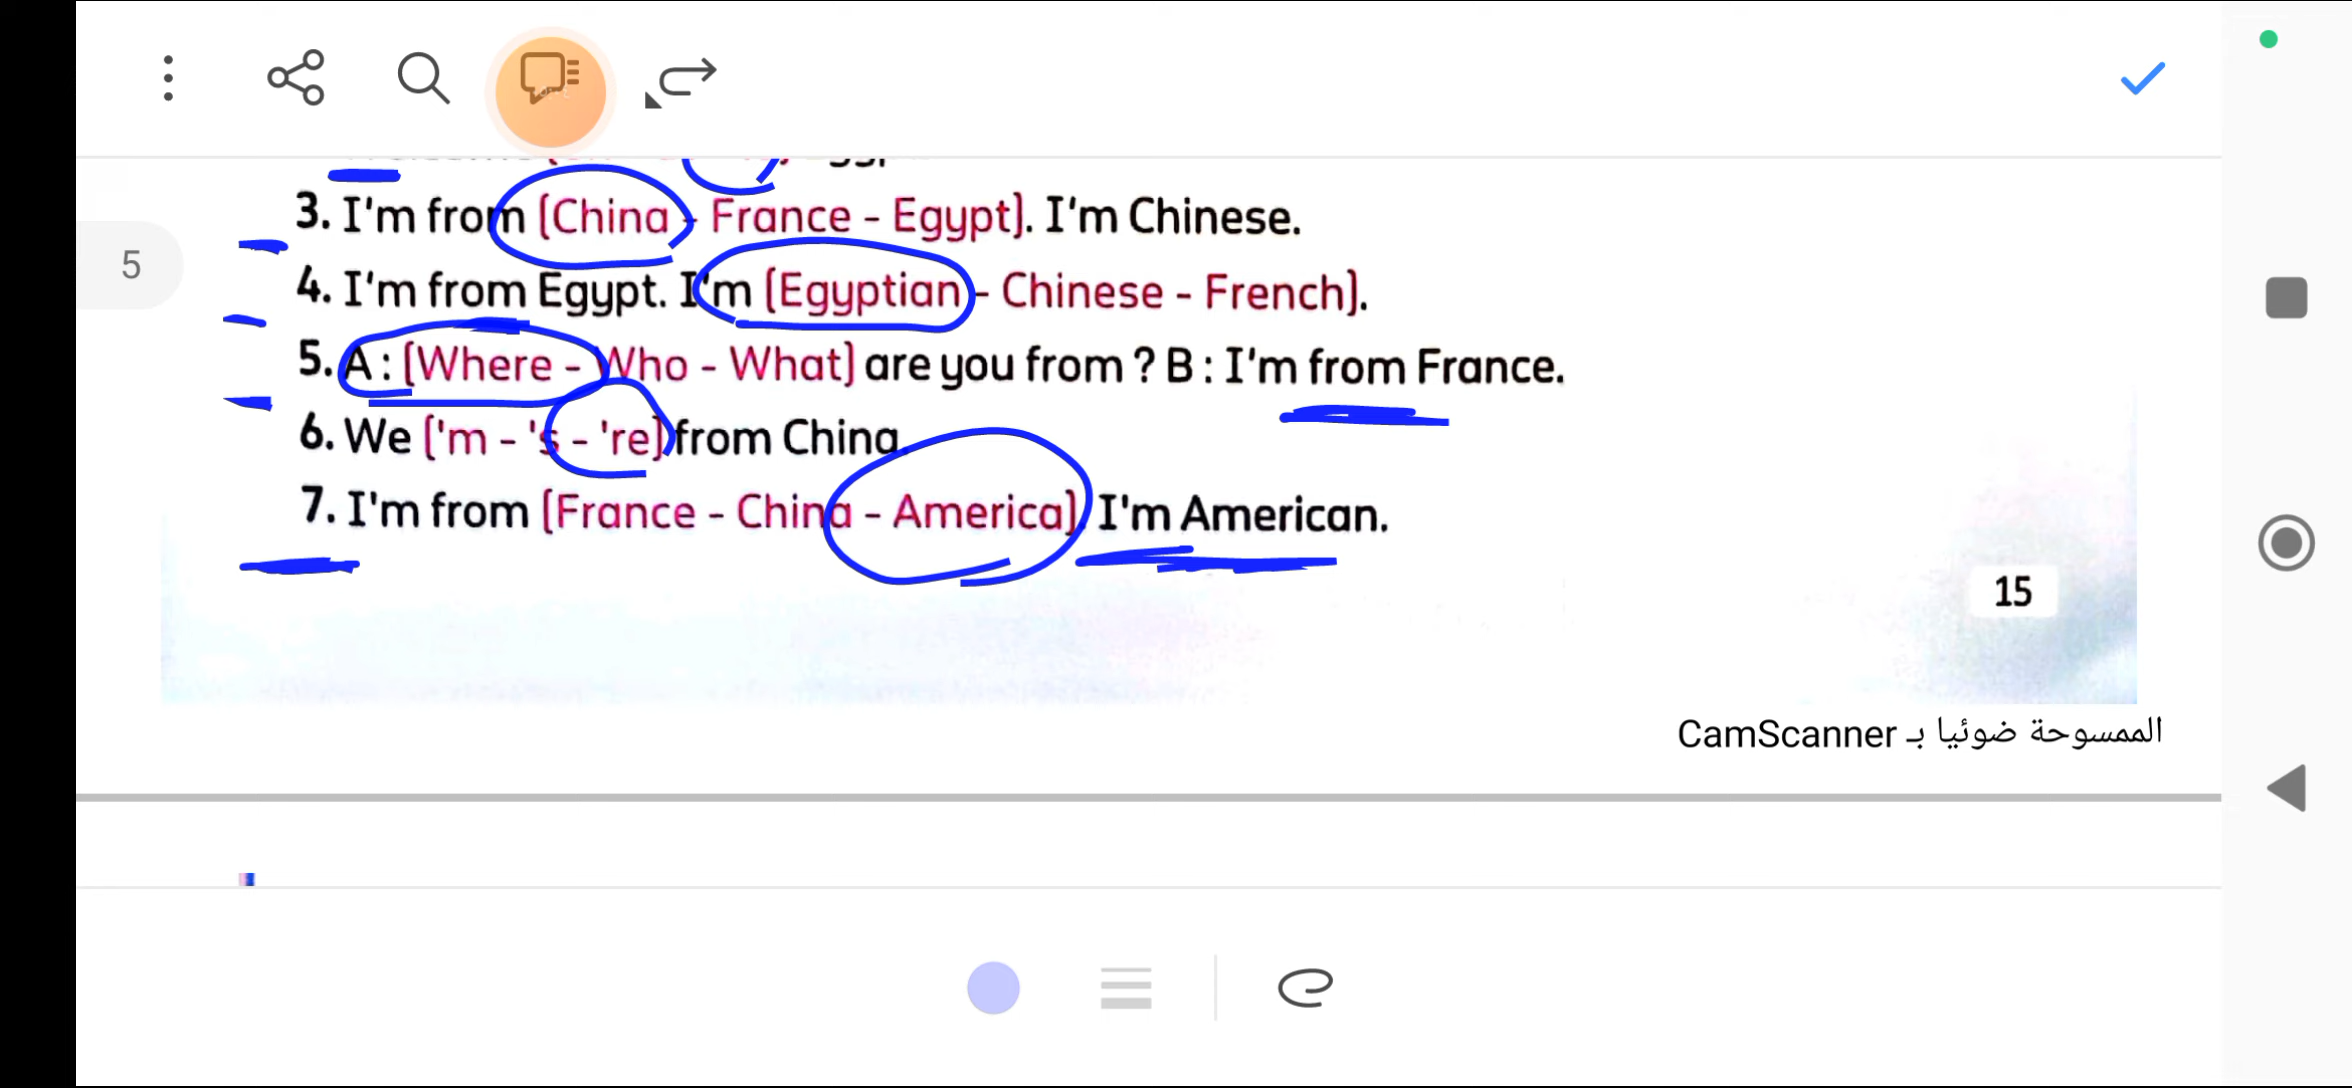 3. I'm from (China - France - Egypt). I'm Chinese.
5
4. I'm from Egypt. I'm (Egyptian - Chinese - French).
5. A : (Where - Who - What) are you from ? B : I'm from France.
6. We ('m - 's - 're) from China.
7. I'm from (France - China - America). I'm American.
15
الممسوحة ضوئيا بـ CamScanner